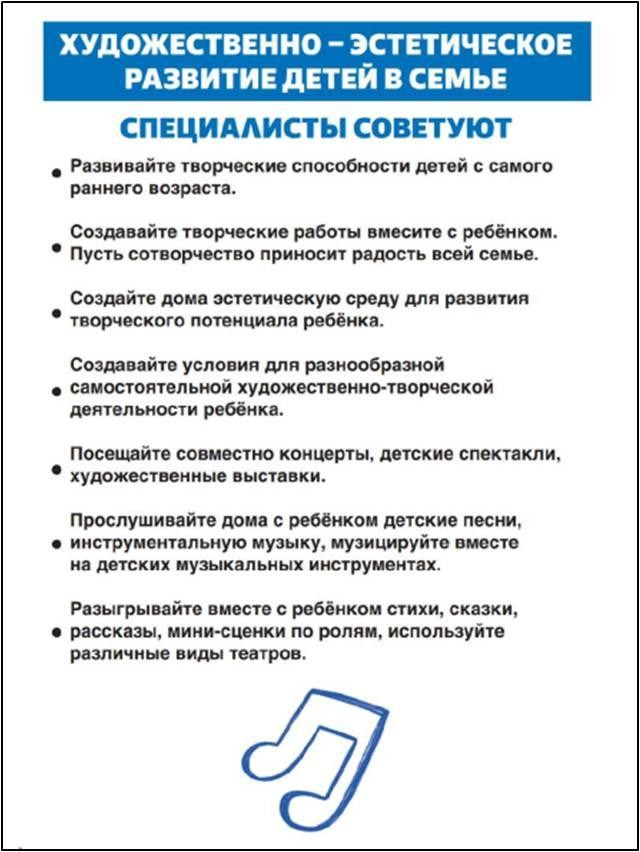 ХУДОЖЕСТВЕННО – ЭСТЕТИЧЕСКОЕ
РАЗВИТИЕ ДЕТЕЙ В СЕМЬЕ
СПЕЦИАЛИСТЫ СОВЕТУЮТ
• Развивайте творческие способности детей с самого
раннего возраста.
• Создавайте творческие работы вмесите с ребёнком.
Пусть сотворчество приносит радость всей семье.
• Создайте дома эстетическую среду для развития
творческого потенциала ребёнка.
• Создавайте условия для разнообразной
самостоятельной художественно-творческой
деятельности ребёнка.
• Посещайте совместно концерты, детские спектакли,
художественные выставки.
• Прослушивайте дома с ребёнком детские песни,
инструментальную музыку, музицируйте вместе
на детских музыкальных инструментах.
• Разыгрывайте вместе с ребёнком стихи, сказки,
рассказы, мини-сценки по ролям, используйте
различные виды театров.